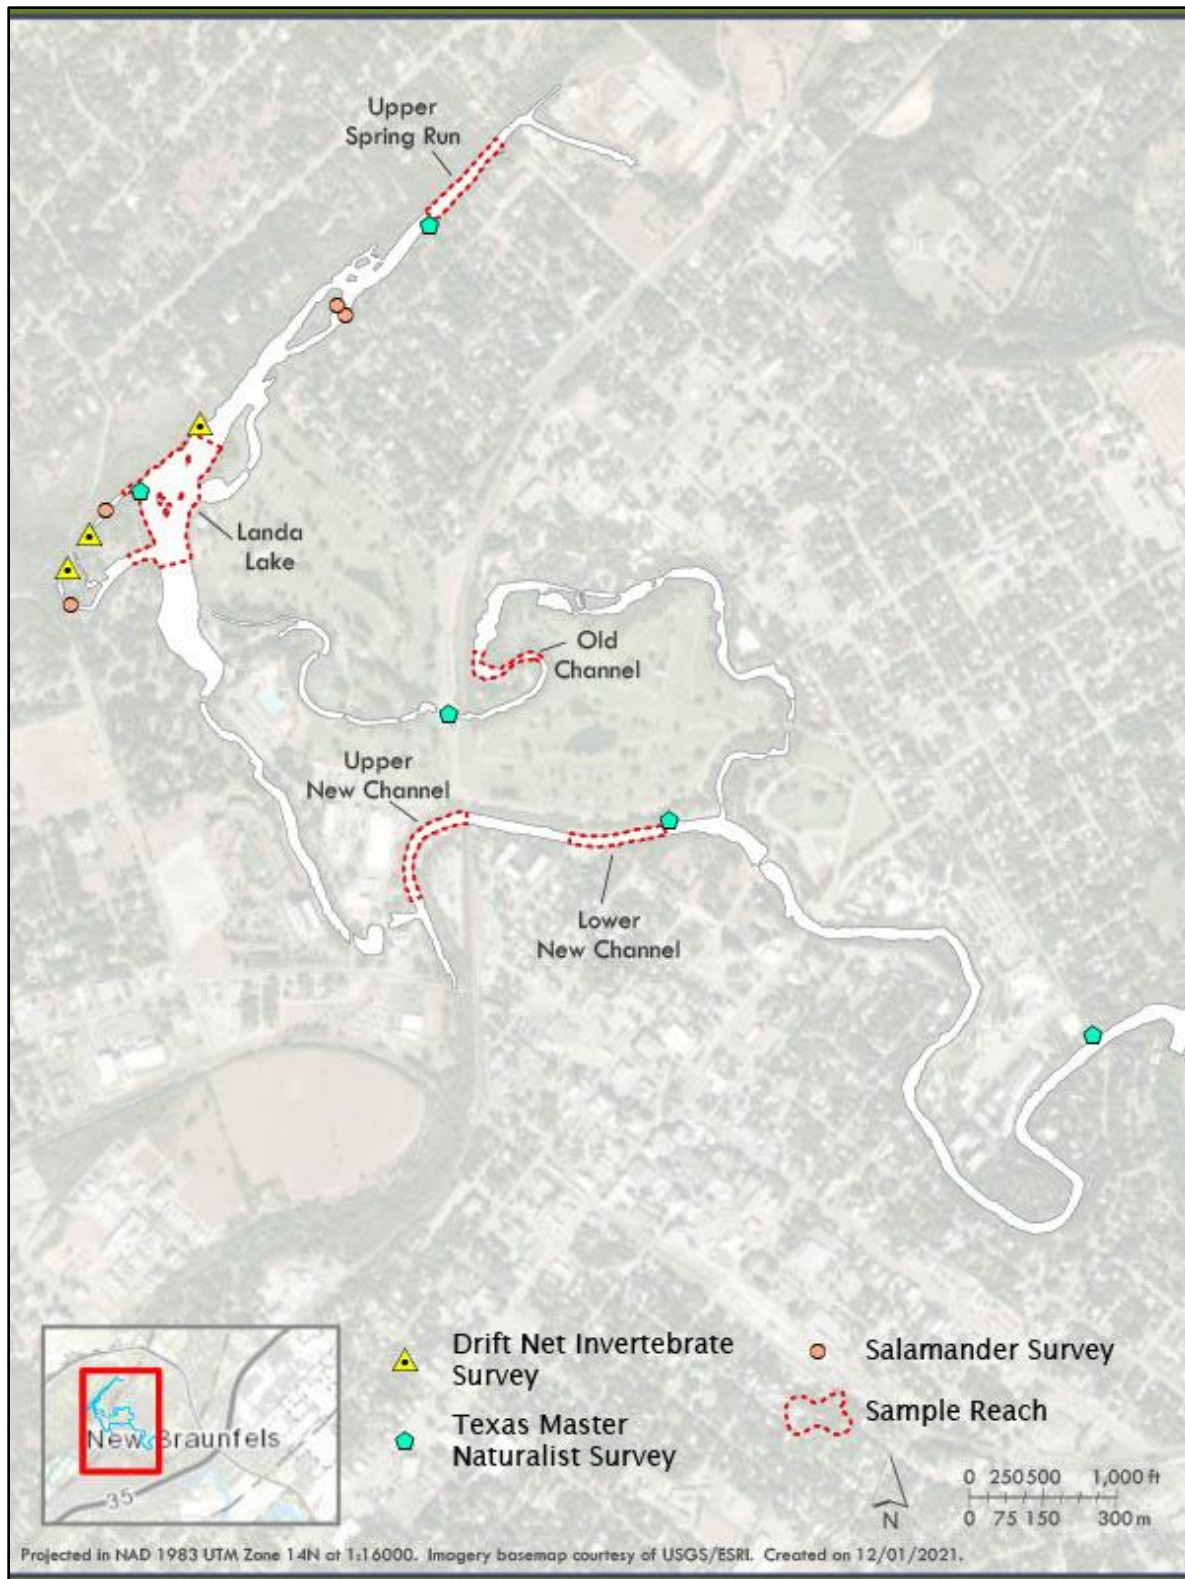 Upper
Spring Run
Landa
Lake
Old
Channel
Upper
New Channel
Lower
New Channel
Drift Net Invertebrate
Survey
Texas Master
Naturalist Survey
Salamander Survey
Sample Reach
New Braunfels
35
N
0 250 500 1,000 ft
0 75 150 300 m
Projected in NAD 1983 UTM Zone 14N at 1:16000. Imagery basemap courtesy of USGS/ESRI. Created on 12/01/2021.